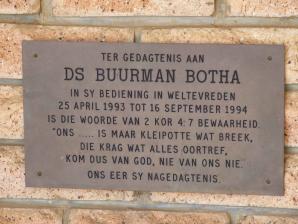 TER GEDAGTENIS AAN
DS BUURMAN BOTHA
IN SY BEDIENING IN WELTEVREDEN
25 APRIL 1993 TOT 16 SEPTEMBER 1994
IS DIE WOORDE VAN 2 KOR 4:7 BEWAARHEID.
"ONS ..... IS MAAR KLEIPOTTE WAT BREEK,
DIE KRAG WAT ALLES OORTREF,
KOM DUS VAN GOD, NIE VAN ONS NIE."
ONS EER SY NAGEDAGTENIS.